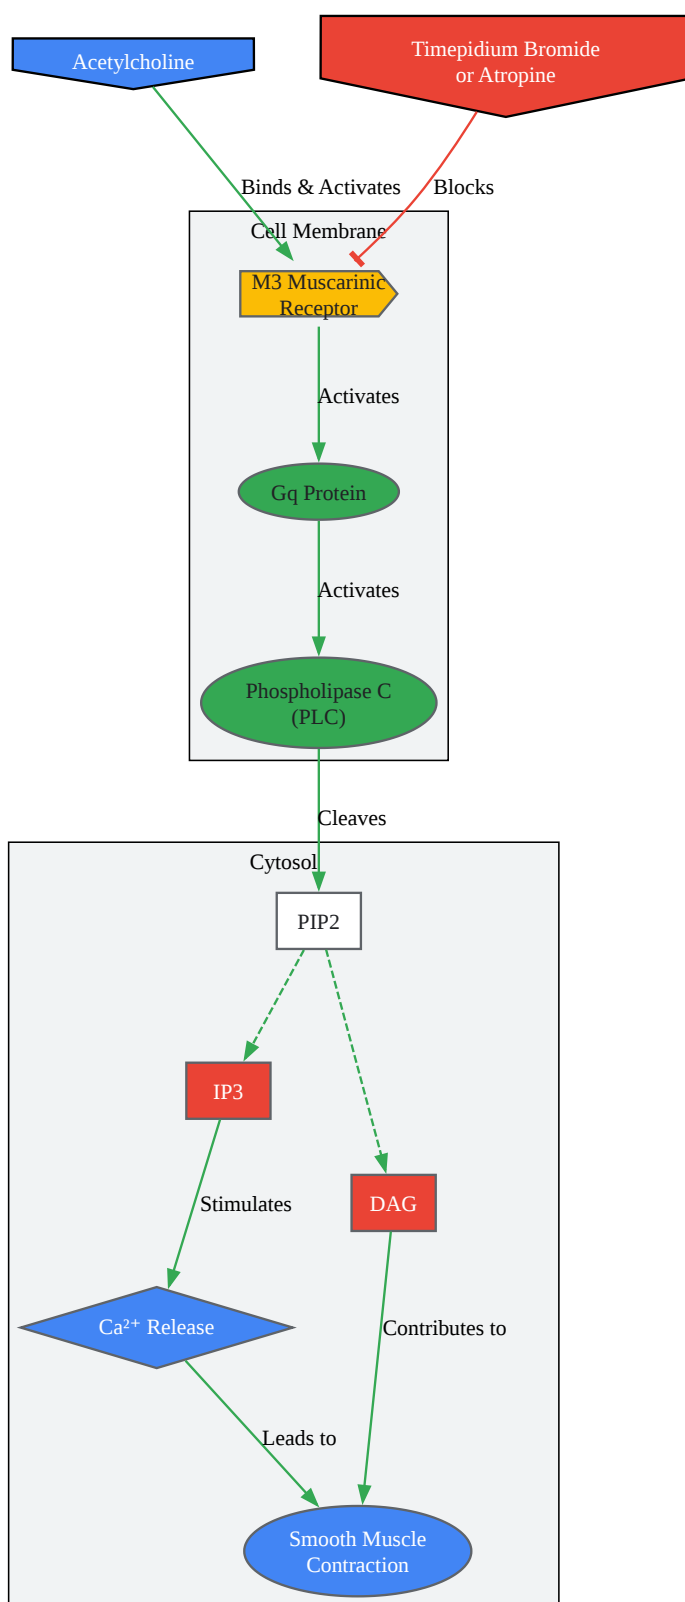 Acetylcholine
Timepidium Bromide
or Atropine
Binds & Activates
Blocks
Cell Membrane
M3 Muscarinic
Receptor
Activates
Gq Protein
Activates
Phospholipase C
(PLC)
Cleaves
Cytosol
PIP2
IP3
Stimulates
DAG
Ca²⁺ Release
Contributes to
Leads to
Smooth Muscle
Contraction